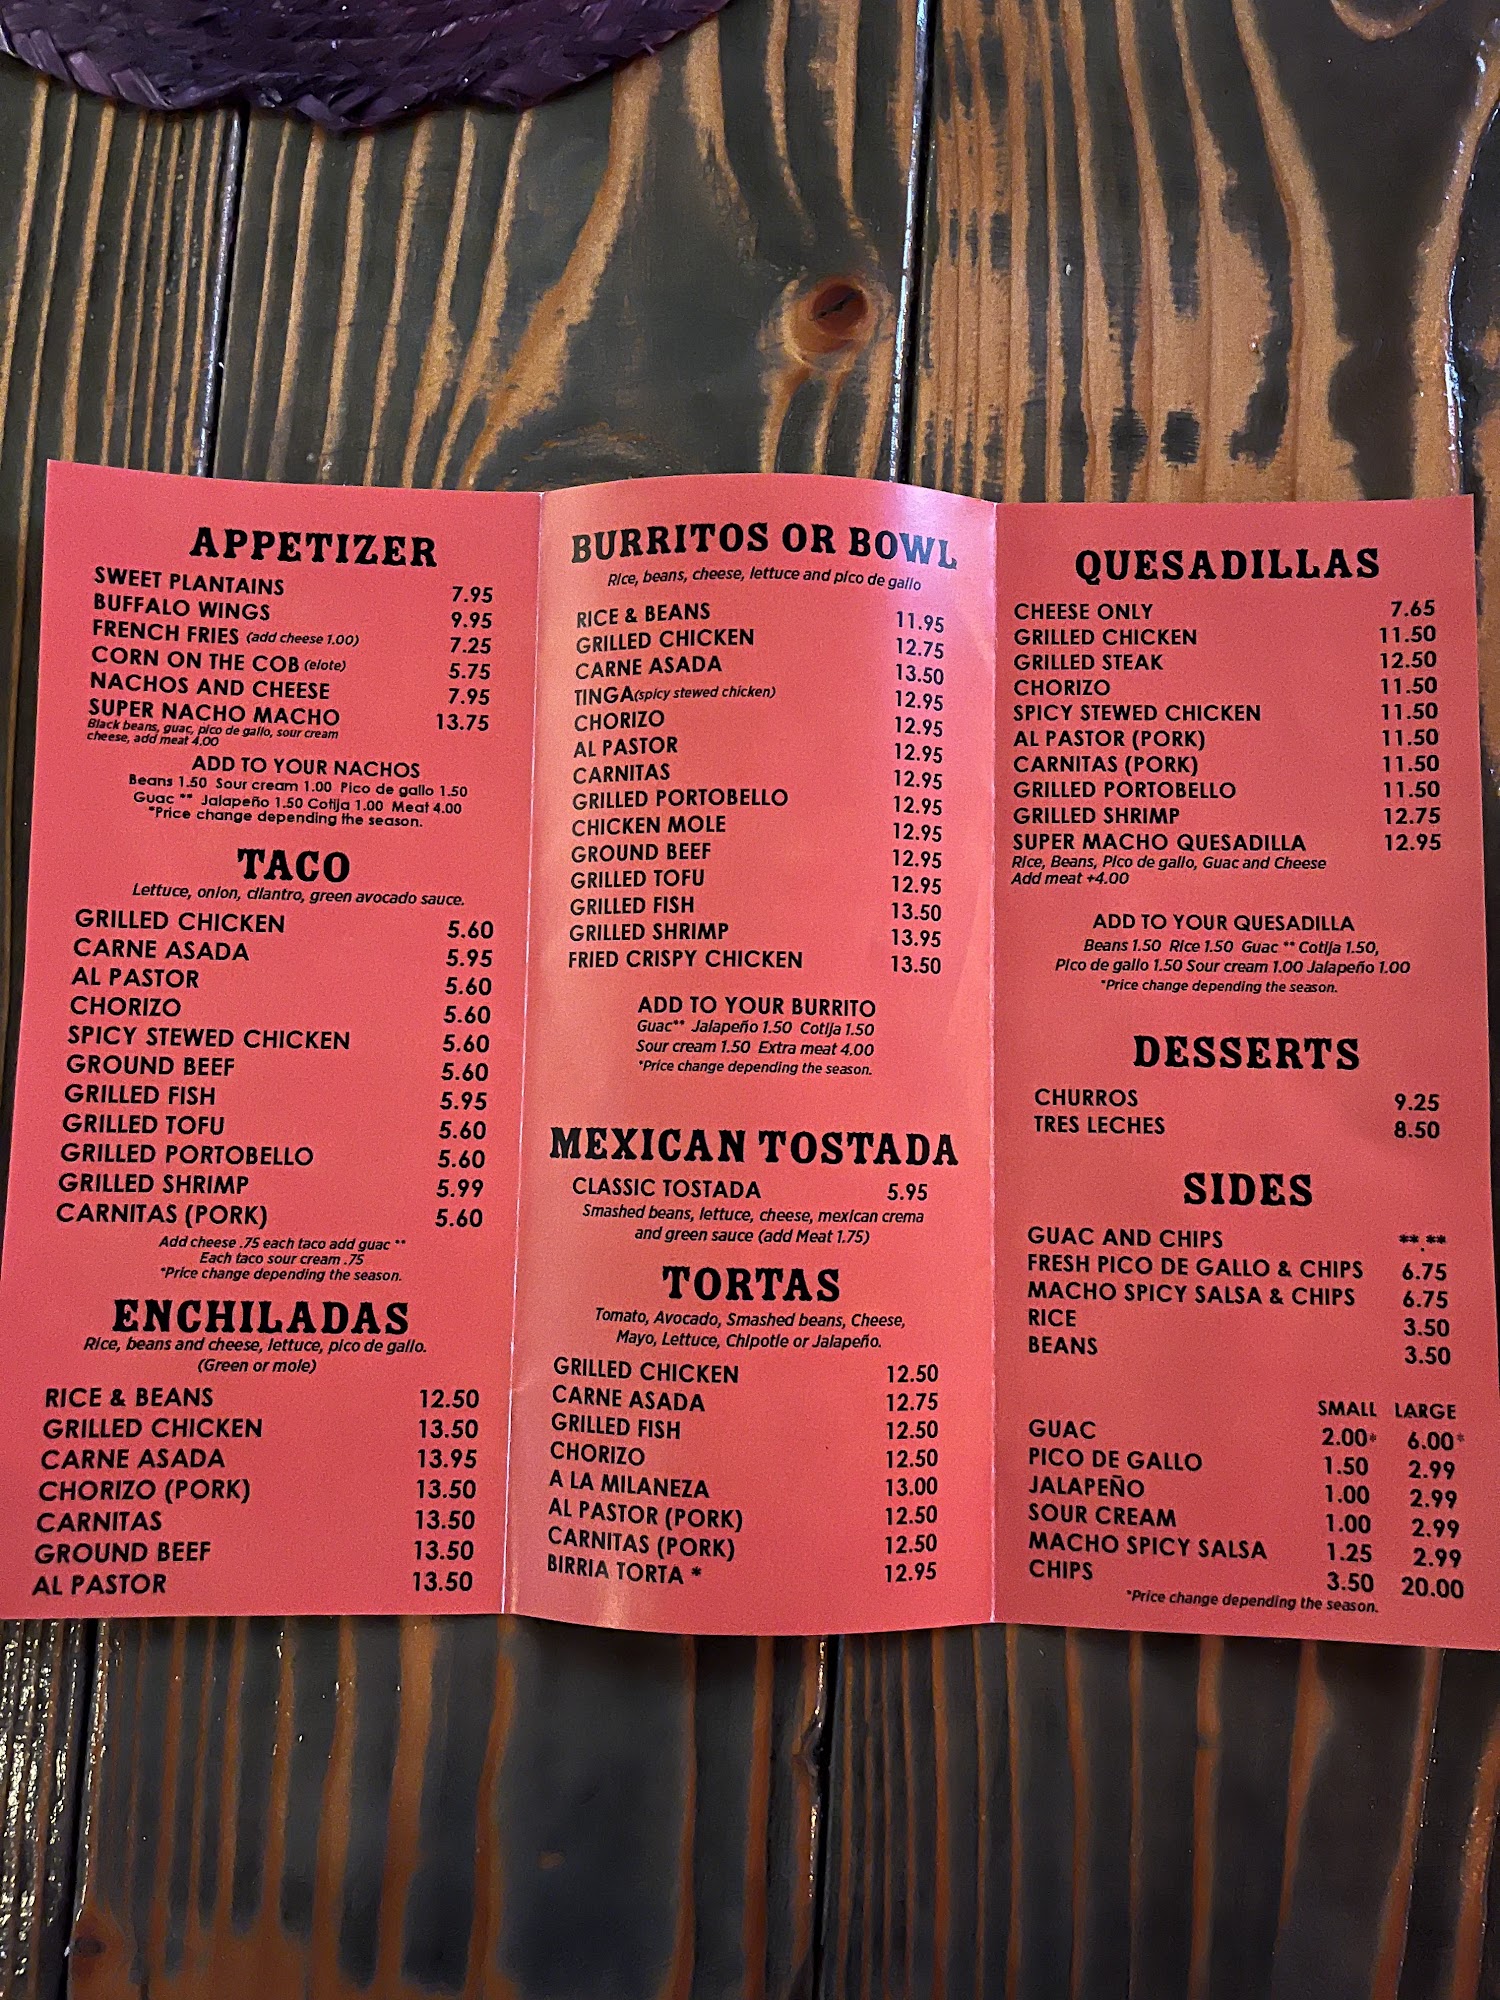 APPETIZER
SWEET PLANTAINS 7.95
BUFFALO WINGS 9.95
FRENCH FRIES (add cheese 1.00) 7.25
CORN ON THE COB (elote) 5.75
NACHOS AND CHEESE 7.95
SUPER NACHO MACHO 13.75
Black beans, guac, pico de gallo, sour cream
cheese, add meat 4.00
ADD TO YOUR NACHOS
Beans 1.50 Sour cream 1.00 Pico de gallo 1.50
Guac ** Jalapeño 1.50 Cotija 1.00 Meat 4.00
*Price change depending the season.
TACO
Lettuce, onion, cilantro, green avocado sauce.
GRILLED CHICKEN 5.60
CARNE ASADA 5.95
AL PASTOR 5.60
CHORIZO 5.60
SPICY STEWED CHICKEN 5.60
GROUND BEEF 5.60
GRILLED FISH 5.95
GRILLED TOFU 5.60
GRILLED PORTOBELLO 5.60
GRILLED SHRIMP 5.99
CARNITAS (PORK) 5.60
Add cheese .75 each taco add guac **
Each taco sour cream .75
*Price change depending the season.
ENCHILADAS
Rice, beans and cheese, lettuce, pico de gallo.
(Green or mole)
RICE & BEANS 12.50
GRILLED CHICKEN 13.50
CARNE ASADA 13.95
CHORIZO (PORK) 13.50
CARNITAS 13.50
GROUND BEEF 13.50
AL PASTOR 13.50
BURRITOS OR BOWL
Rice, beans, cheese, lettuce and pico de gallo
RICE & BEANS 11.95
GRILLED CHICKEN 12.75
CARNE ASADA 13.50
TINGA (spicy stewed chicken) 12.95
CHORIZO 12.95
AL PASTOR 12.95
CARNITAS 12.95
GRILLED PORTOBELLO 12.95
CHICKEN MOLE 12.95
GROUND BEEF 12.95
GRILLED TOFU 12.95
GRILLED FISH 13.50
GRILLED SHRIMP 13.95
FRIED CRISPY CHICKEN 13.50
ADD TO YOUR BURRITO
Guac** Jalapeño 1.50 Cotija 1.50
Sour cream 1.50 Extra meat 4.00
*Price change depending the season.
MEXICAN TOSTADA
CLASSIC TOSTADA 5.95
Smashed beans, lettuce, cheese, mexican crema
and green sauce (add Meat 1.75)
TORTAS
Tomato, Avocado, Smashed beans, Cheese,
Mayo, Lettuce, Chipotle or Jalapeño.
GRILLED CHICKEN 12.50
CARNE ASADA 12.75
GRILLED FISH 12.50
CHORIZO 12.50
A LA MILANEZA 13.00
AL PASTOR (PORK) 12.50
CARNITAS (PORK) 12.50
BIRRIA TORTA * 12.95
QUESADILLAS
CHEESE ONLY 7.65
GRILLED CHICKEN 11.50
GRILLED STEAK 12.50
CHORIZO 11.50
SPICY STEWED CHICKEN 11.50
AL PASTOR (PORK) 11.50
CARNITAS (PORK) 11.50
GRILLED PORTOBELLO 11.50
GRILLED SHRIMP 12.75
SUPER MACHO QUESADILLA 12.95
Rice, Beans, Pico de gallo, Guac and Cheese
Add meat +4.00
ADD TO YOUR QUESADILLA
Beans 1.50 Rice 1.50 Guac ** Cotija 1.50,
Pico de gallo 1.50 Sour cream 1.00 Jalapeño 1.00
*Price change depending the season.
DESSERTS
CHURROS 9.25
TRES LECHES 8.50
SIDES
GUAC AND CHIPS **.**
FRESH PICO DE GALLO & CHIPS 6.75
MACHO SPICY SALSA & CHIPS 6.75
RICE 3.50
BEANS 3.50
SMALL LARGE
GUAC 2.00* 6.00*
PICO DE GALLO 1.50 2.99
JALAPEÑO 1.00 2.99
SOUR CREAM 1.00 2.99
MACHO SPICY SALSA 1.25 2.99
CHIPS 3.50 20.00
*Price change depending the season.